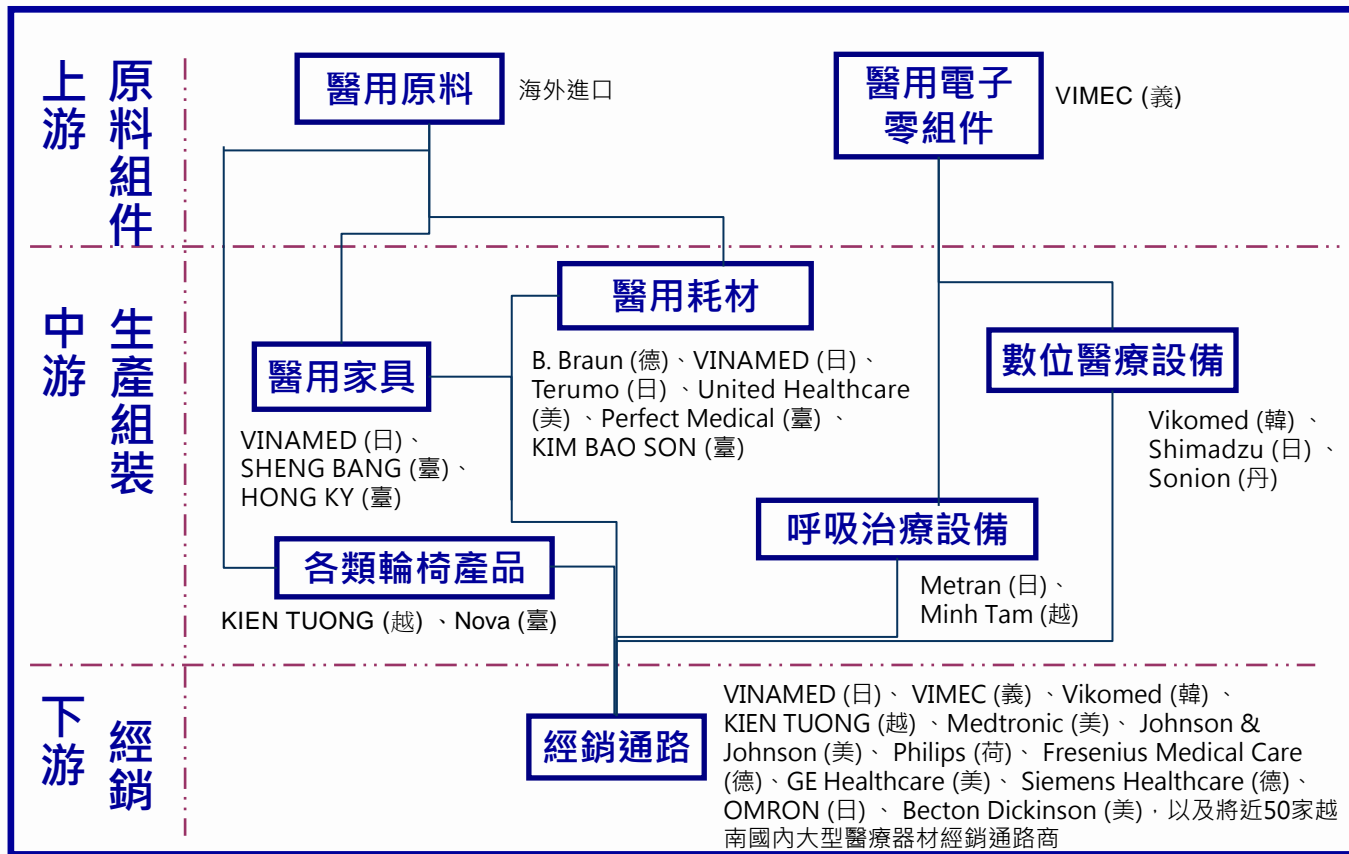 上游
原料組件
醫用原料
海外進口
醫用電子
零組件
VIMEC (義)
中游
生產組裝
醫用耗材
B. Braun (德)、VINAMED (日)、
Terumo (日) 、United Healthcare
(美) 、Perfect Medical (臺) 、
KIM BAO SON (臺)
醫用家具
VINAMED (日)、
SHENG BANG (臺)、
HONG KY (臺)
數位醫療設備
Vikomed (韓) 、
Shimadzu (日) 、
Sonion (丹)
呼吸治療設備
Metran (日)、
Minh Tam (越)
各類輪椅產品
KIEN TUONG (越) 、Nova (臺)
下游
經銷
經銷通路
VINAMED (日)、 VIMEC (義) 、Vikomed (韓) 、
KIEN TUONG (越) 、Medtronic (美)、 Johnson &
Johnson (美)、 Philips (荷)、 Fresenius Medical Care
(德)、GE Healthcare (美)、 Siemens Healthcare (德)、
OMRON (日) 、 Becton Dickinson (美)，以及將近50家越
南國內大型醫療器材經銷通路商